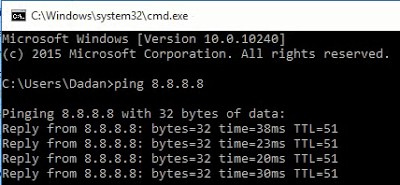 C:\Windows\system32\cmd.exe
Microsoft Windows [Version 10.0.10240]
(c) 2015 Microsoft Corporation. All rights reserved.
C:\Users\Dadan>ping 8.8.8.8
Pinging 8.8.8.8 with 32 bytes of data:
Reply from 8.8.8.8: bytes=32 time=38ms TTL=51
Reply from 8.8.8.8: bytes=32 time=23ms TTL=51
Reply from 8.8.8.8: bytes=32 time=20ms TTL=51
Reply from 8.8.8.8: bytes=32 time=30ms TTL=51